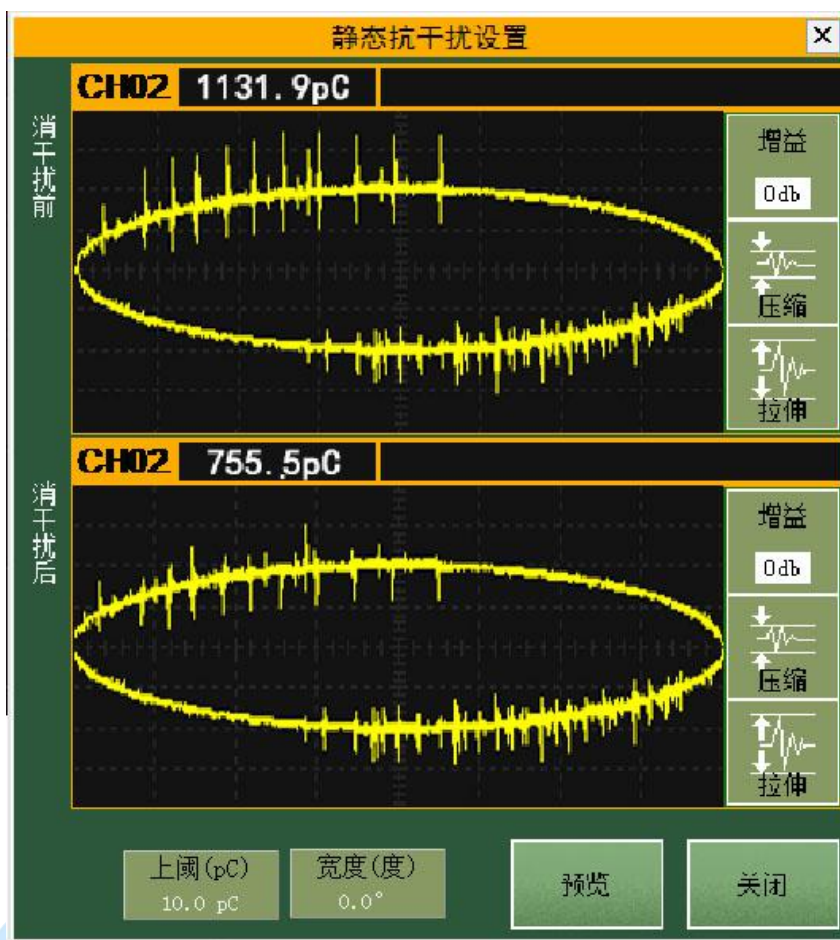 静态抗干扰设置
CH02 1131.9pC
消干扰前
增益
0db
压缩
拉伸
CH02 755.5pC
消干扰后
增益
0db
压缩
拉伸
上阈(pC)
10.0 pC
宽度(度)
0.0°
预览
关闭